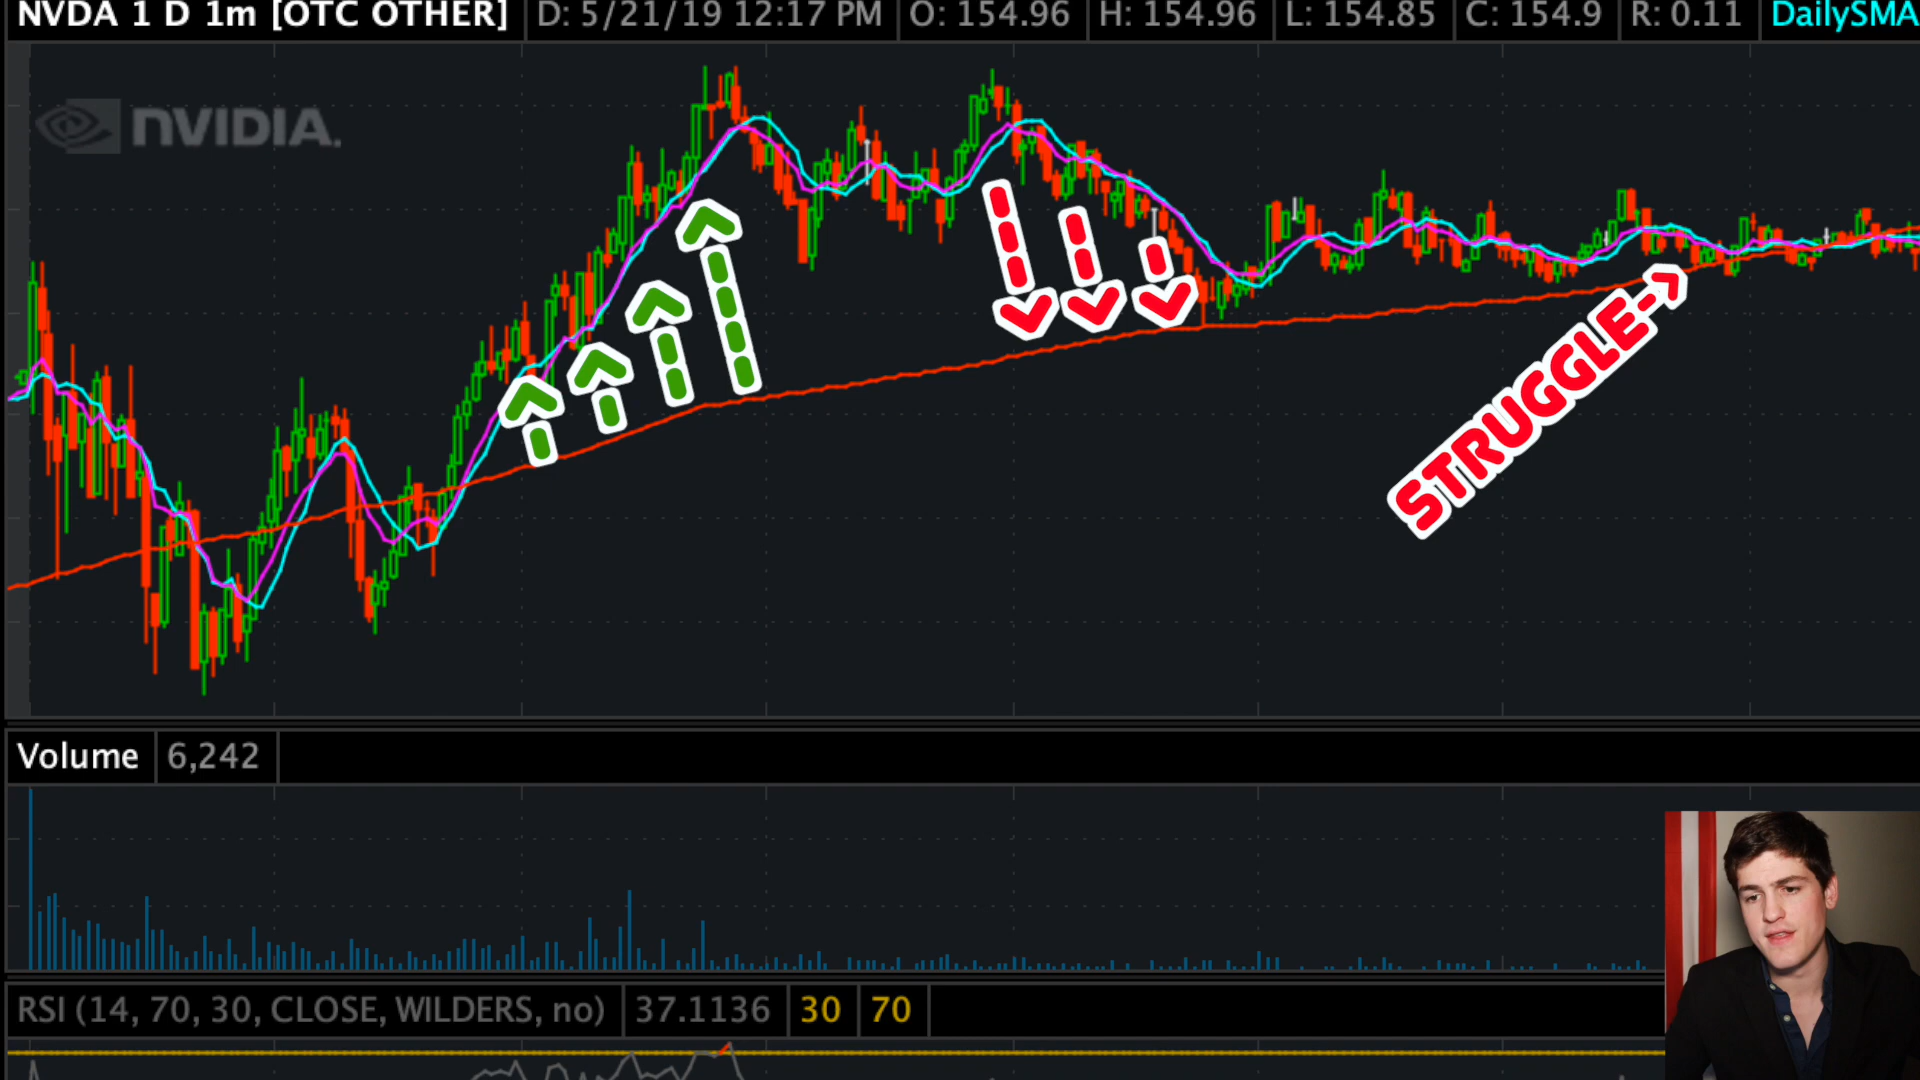 NVDA 1 D 1m [OTC OTHER] D: 5/21/19 12:17 PM O: 154.96 H: 154.96 L: 154.85 C: 154.9 R: 0.11 DailySMA
NVIDIA.
STRUGGLE
Volume 6,242
RSI (14, 70, 30, CLOSE, WILDERS, no) 37.1136 30 70